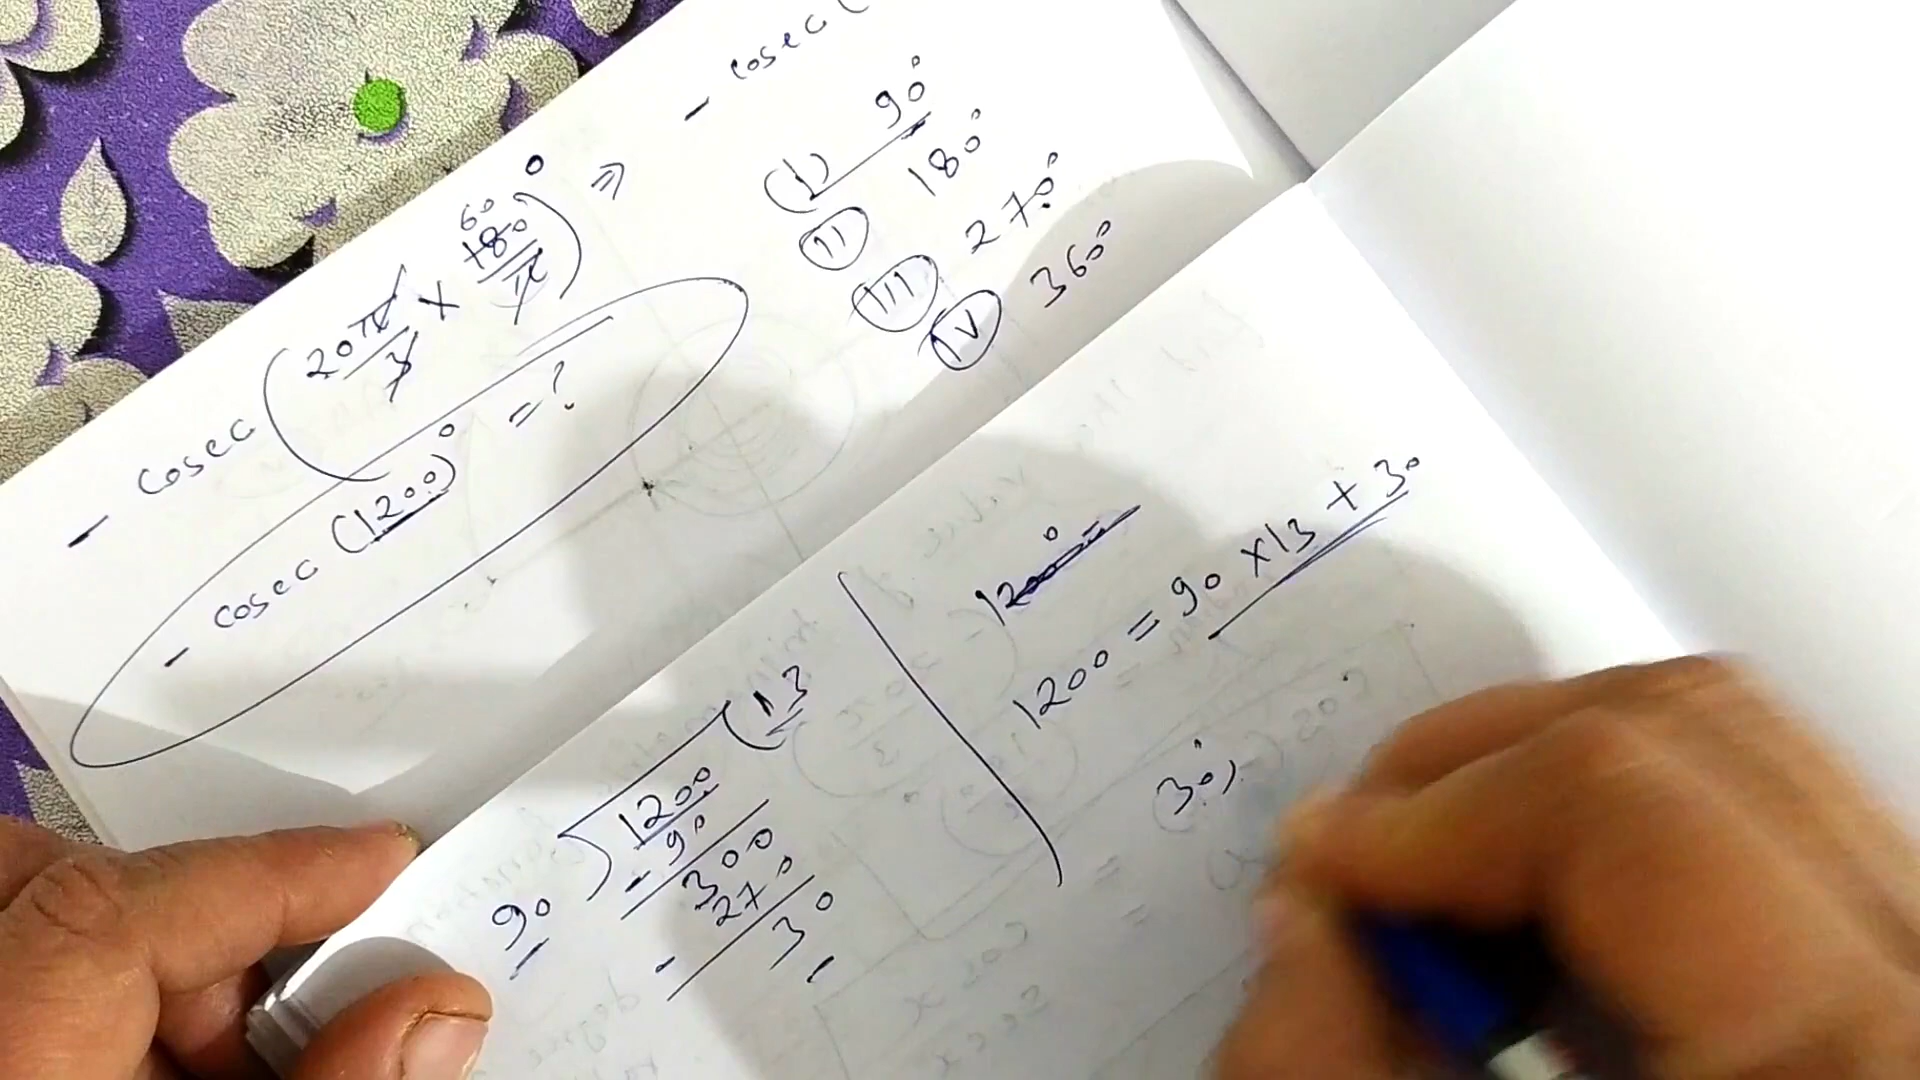 - cosec (20π/3 × 180/π)° 60 ⇒ - cosec (
- cosec (1200)° = ?
(I) 90°
(II) 180°
(III) 270°
(IV) 360°
90 ) 1200 ( 13
- 90
300
- 270
30
1200°
1200 = 90 × 13 + 30
(30°,